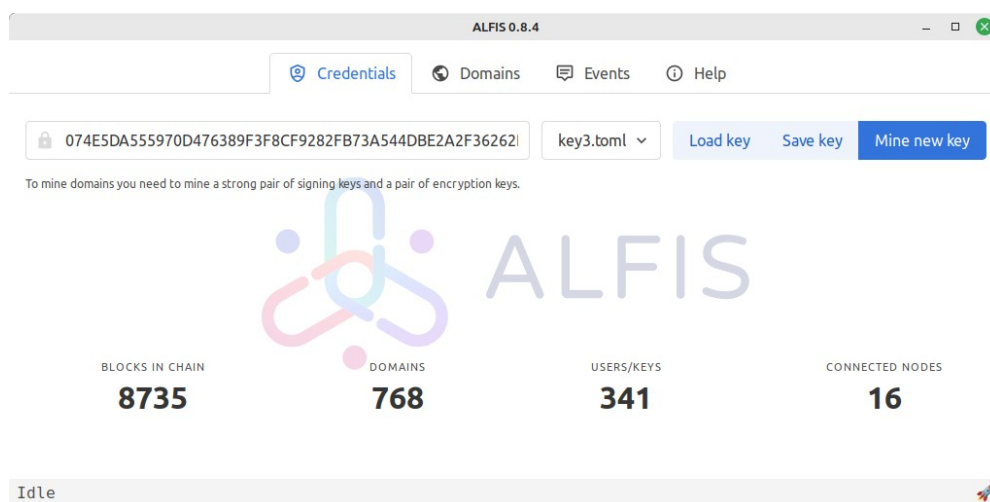 ALFIS 0.8.4
Credentials Domains Events Help
074E5DA555970D476389F3F8CF9282FB73A544DBE2A2F36262 key3.toml Load key Save key Mine new key
To mine domains you need to mine a strong pair of signing keys and a pair of encryption keys.
ALFIS
BLOCKS IN CHAIN DOMAINS USERS/KEYS CONNECTED NODES
8735 768 341 16
Idle